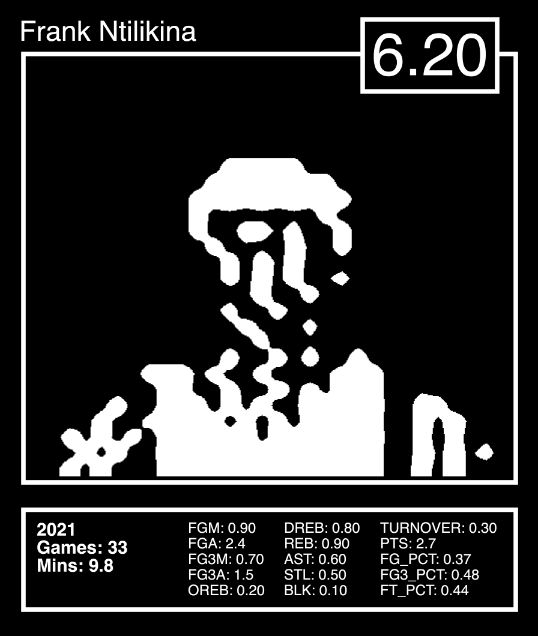 Frank Ntilikina
6.20
2021
Games: 33
Mins: 9.8
FGM: 0.90
FGA: 2.4
FG3M: 0.70
FG3A: 1.5
OREB: 0.20
DREB: 0.80
REB: 0.90
AST: 0.60
STL: 0.50
BLK: 0.10
TURNOVER: 0.30
PTS: 2.7
FG_PCT: 0.37
FG3_PCT: 0.48
FT_PCT: 0.44